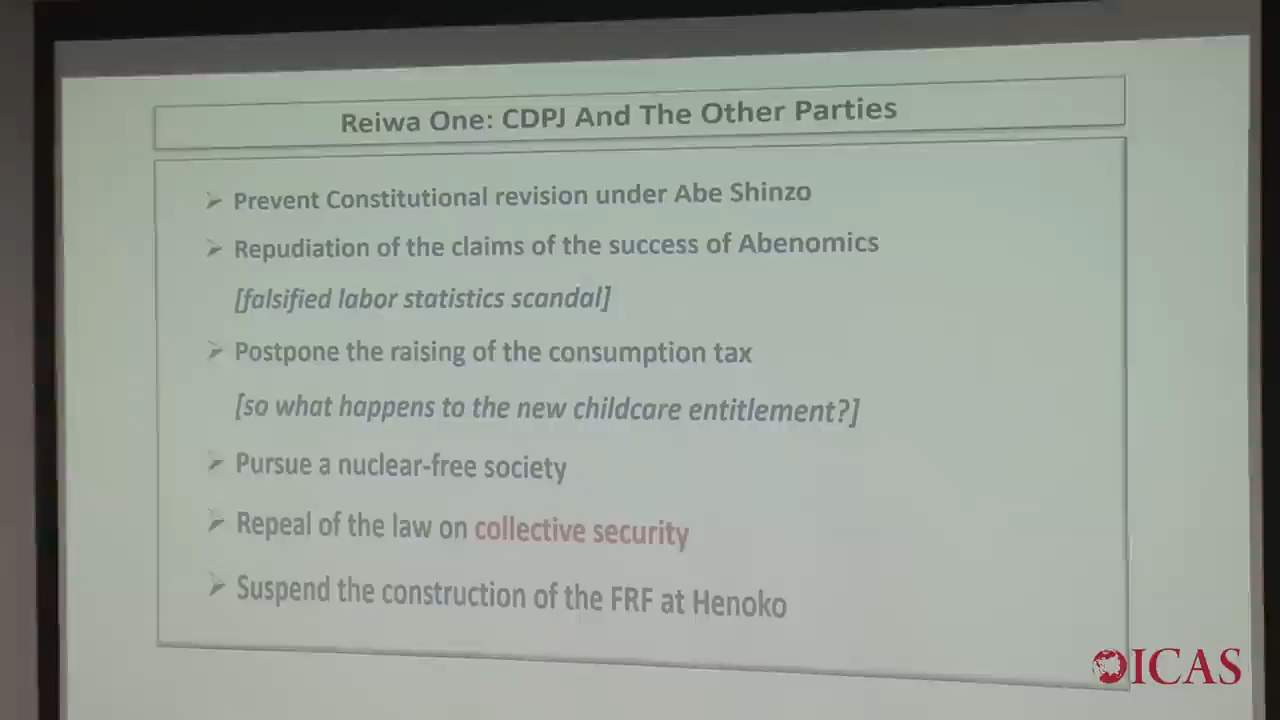 Reiwa One: CDPJ And The Other Parties
➢ Prevent Constitutional revision under Abe Shinzo
➢ Repudiation of the claims of the success of Abenomics
[falsified labor statistics scandal]
➢ Postpone the raising of the consumption tax
[so what happens to the new childcare entitlement?]
➢ Pursue a nuclear-free society
➢ Repeal of the law on collective security
➢ Suspend the construction of the FRF at Henoko
ICAS